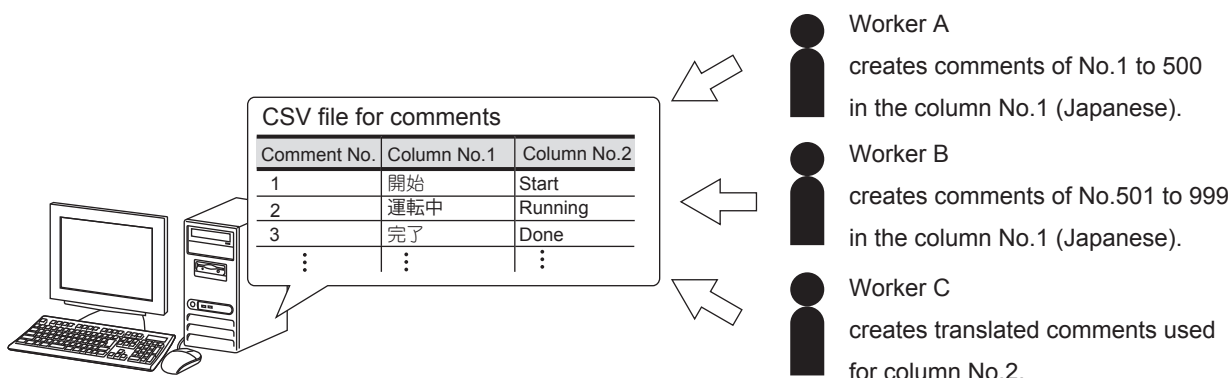 Worker A
creates comments of No.1 to 500
in the column No.1 (Japanese).
CSV file for comments
Comment No. Column No.1 Column No.2
1 開始 Start
2 運転中 Running
3 完了 Done
⋮ ⋮ ⋮
Worker B
creates comments of No.501 to 999
in the column No.1 (Japanese).
Worker C
creates translated comments used
for column No.2.